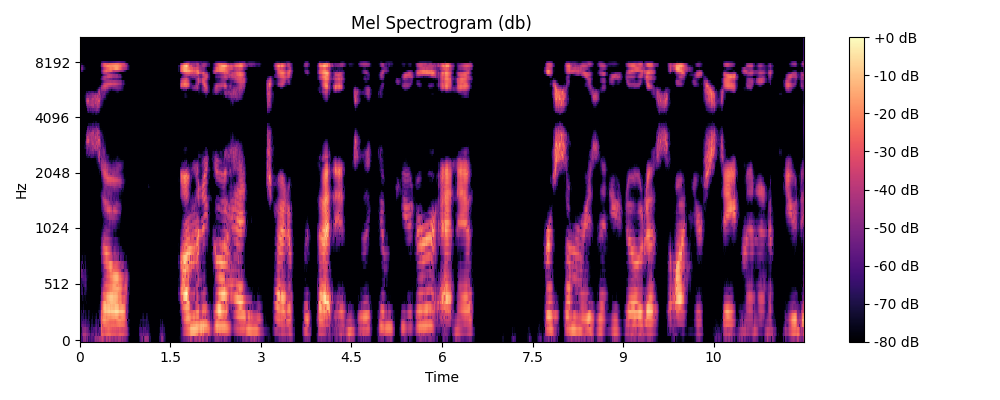 Mel Spectrogram (db)
8192
4096
2048
1024
512
0
Hz
0 1.5 3 4.5 6 7.5 9 10
Time
+0 dB
-10 dB
-20 dB
-30 dB
-40 dB
-50 dB
-60 dB
-70 dB
-80 dB